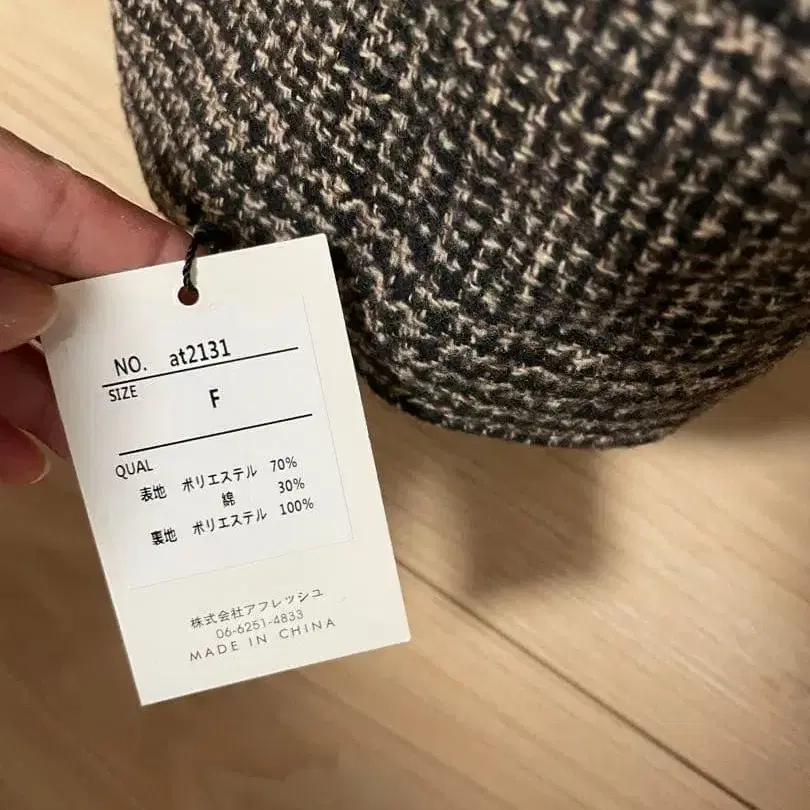 NO. at2131
SIZE
F
QUAL
表地 ポリエステル 70%
綿 30%
裏地 ポリエステル 100%
株式会社アフレッシュ
06-6251-4833
MADE IN CHINA